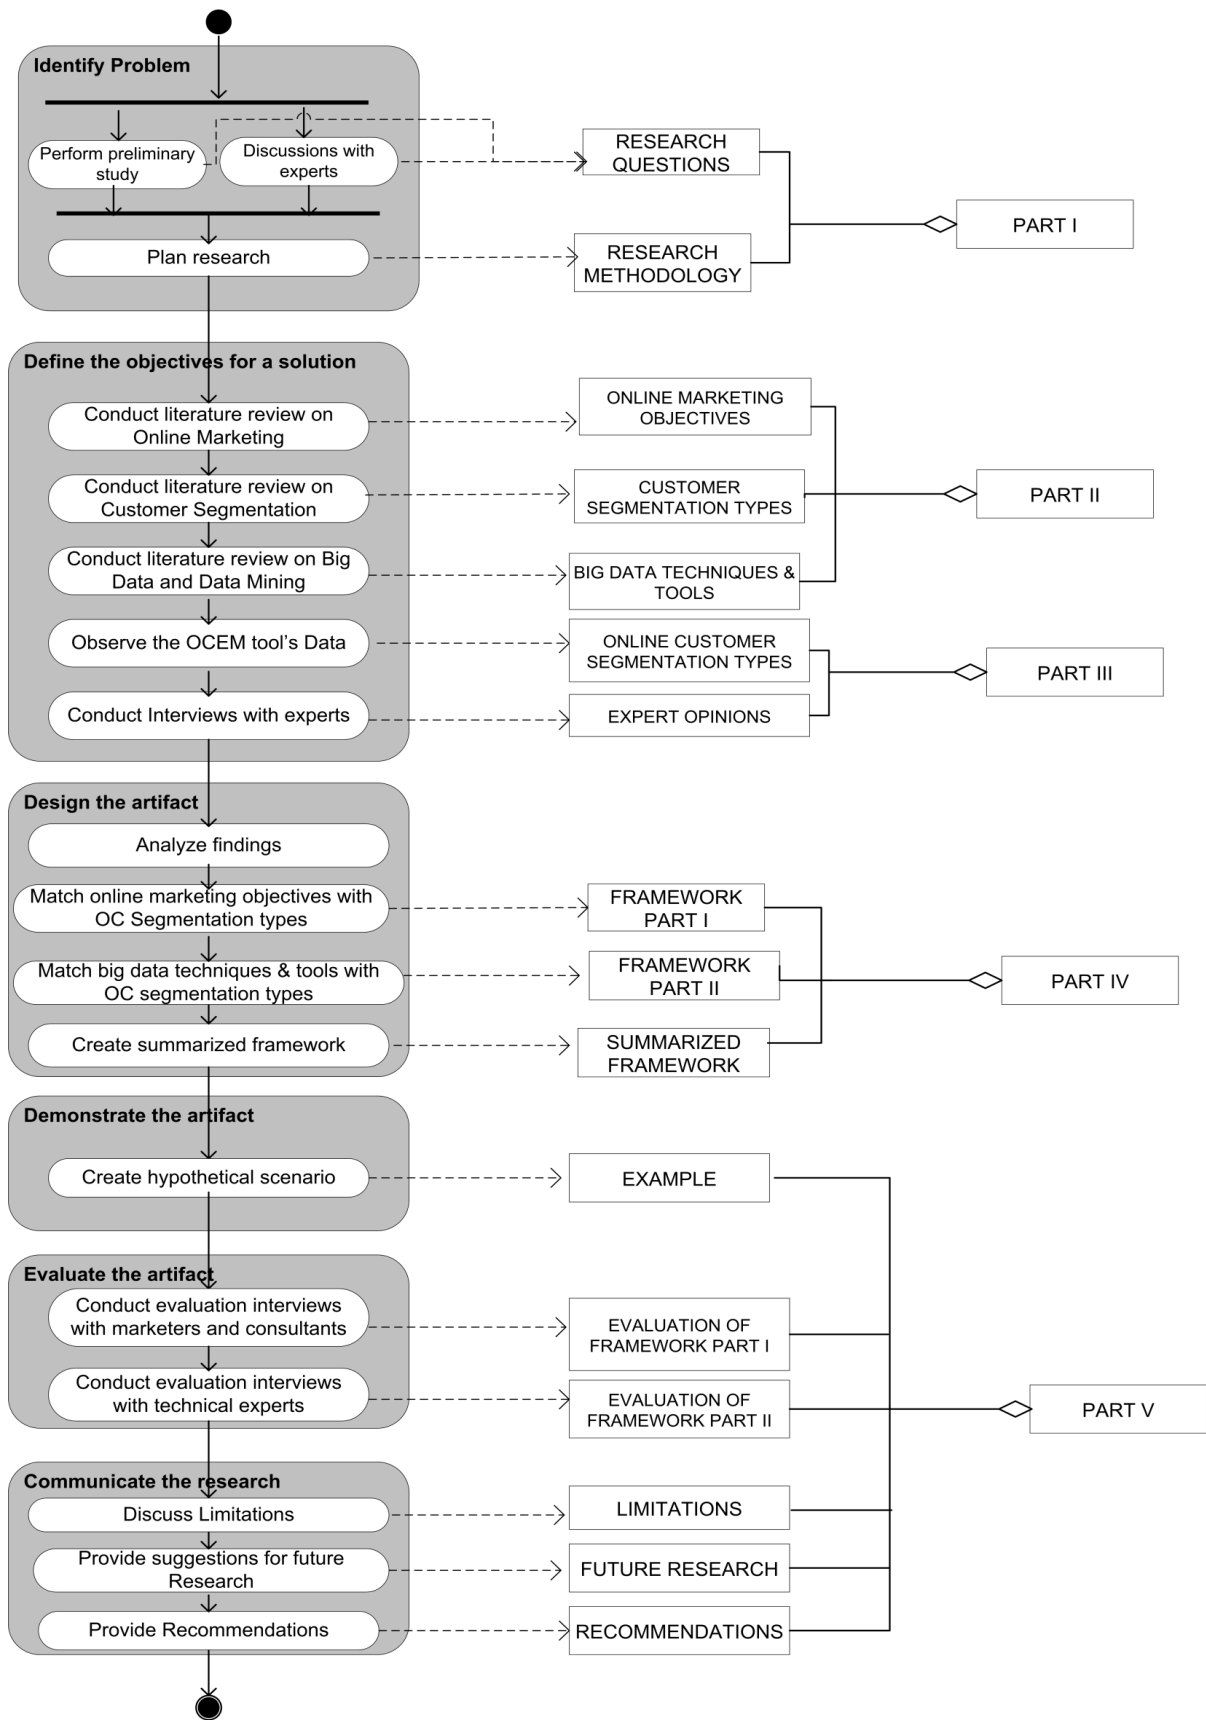 Identify Problem
Perform preliminary
study
Discussions with
experts
RESEARCH
QUESTIONS
PART I
Plan research
RESEARCH
METHODOLOGY
Define the objectives for a solution
Conduct literature review on
Online Marketing
ONLINE MARKETING
OBJECTIVES
Conduct literature review on
Customer Segmentation
CUSTOMER
SEGMENTATION TYPES
PART II
Conduct literature review on Big
Data and Data Mining
BIG DATA TECHNIQUES &
TOOLS
Observe the OCEM tool's Data
ONLINE CUSTOMER
SEGMENTATION TYPES
PART III
Conduct Interviews with experts
EXPERT OPINIONS
Design the artifact
Analyze findings
Match online marketing objectives with
OC Segmentation types
FRAMEWORK
PART I
Match big data techniques & tools with
OC segmentation types
FRAMEWORK
PART II
PART IV
Create summarized framework
SUMMARIZED
FRAMEWORK
Demonstrate the artifact
Create hypothetical scenario
EXAMPLE
Evaluate the artifact
Conduct evaluation interviews
with marketers and consultants
EVALUATION OF
FRAMEWORK PART I
Conduct evaluation interviews
with technical experts
EVALUATION OF
FRAMEWORK PART II
PART V
Communicate the research
Discuss Limitations
LIMITATIONS
Provide suggestions for future
Research
FUTURE RESEARCH
Provide Recommendations
RECOMMENDATIONS